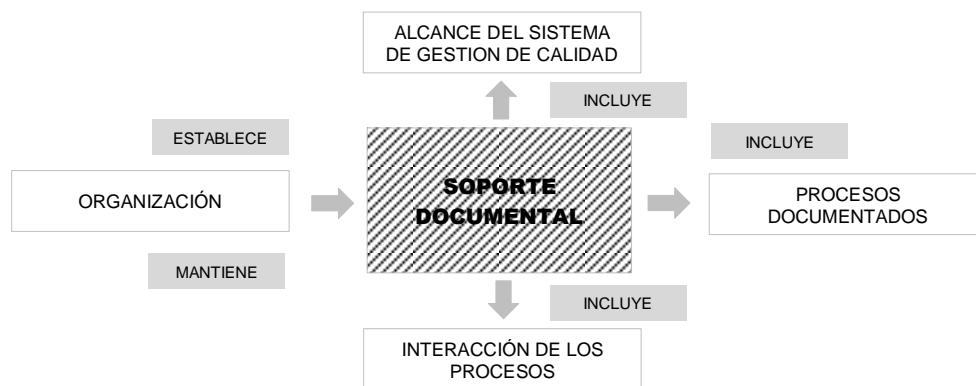 ALCANCE DEL SISTEMA
DE GESTION DE CALIDAD
INCLUYE
ESTABLECE
INCLUYE
ORGANIZACIÓN
SOPORTE
DOCUMENTAL
PROCESOS
DOCUMENTADOS
MANTIENE
INCLUYE
INTERACCIÓN DE LOS
PROCESOS